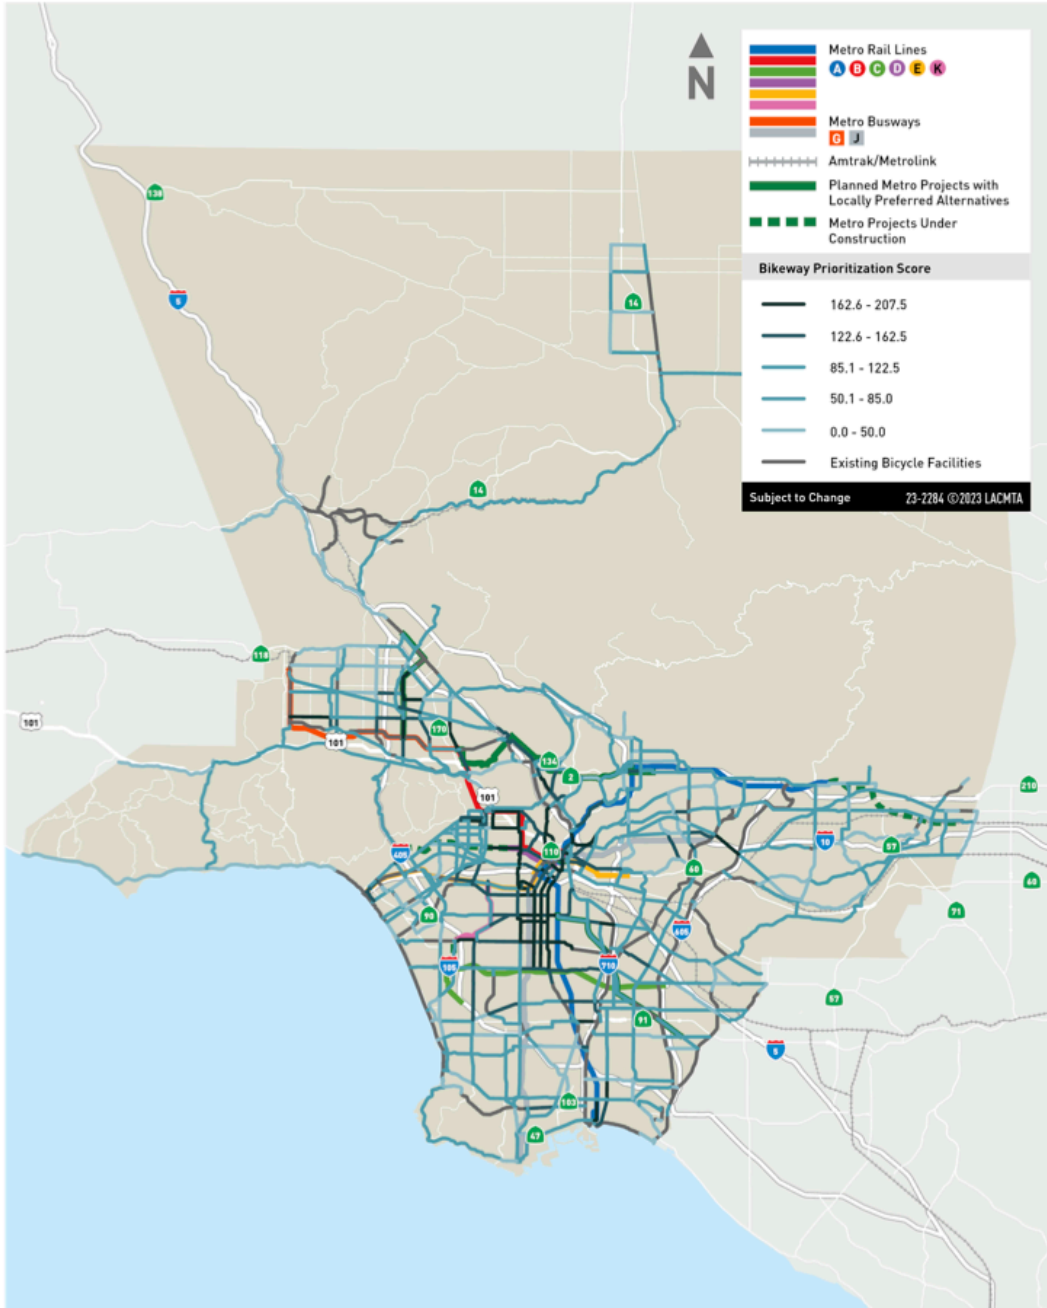 N
Metro Rail Lines
A B C D E K
Metro Busways
G J
Amtrak/Metrolink
Planned Metro Projects with
Locally Preferred Alternatives
Metro Projects Under
Construction
Bikeway Prioritization Score
162.6 - 207.5
122.6 - 162.5
85.1 - 122.5
50.1 - 85.0
0.0 - 50.0
Existing Bicycle Facilities
Subject to Change 23-2284 ©2023 LACMTA
138
5
14
14
118
101
101
170
134
2
210
101
110
405
10
57
60
60
71
90
605
105
710
57
91
5
103
47